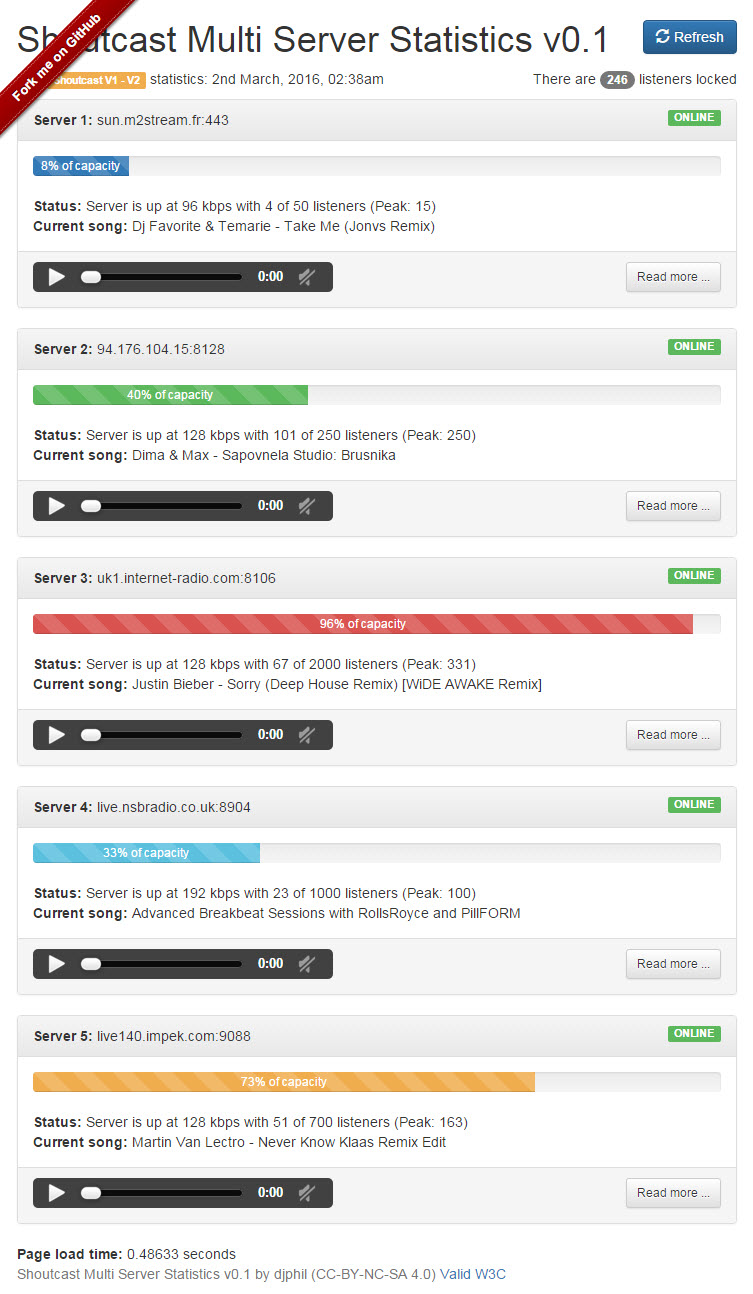 Shoutcast Multi Server Statistics v0.1
Refresh
Fork me on GitHub
Shoutcast V1 - V2 statistics: 2nd March, 2016, 02:38am
There are 246 listeners locked
Server 1: sun.m2stream.fr:443
ONLINE
8% of capacity
Status: Server is up at 96 kbps with 4 of 50 listeners (Peak: 15)
Current song: Dj Favorite & Temarie - Take Me (Jonvs Remix)
0:00
Read more ...
Server 2: 94.176.104.15:8128
ONLINE
40% of capacity
Status: Server is up at 128 kbps with 101 of 250 listeners (Peak: 250)
Current song: Dima & Max - Sapovnela Studio: Brusnika
0:00
Read more ...
Server 3: uk1.internet-radio.com:8106
ONLINE
96% of capacity
Status: Server is up at 128 kbps with 67 of 2000 listeners (Peak: 331)
Current song: Justin Bieber - Sorry (Deep House Remix) [WiDE AWAKE Remix]
0:00
Read more ...
Server 4: live.nsbradio.co.uk:8904
ONLINE
33% of capacity
Status: Server is up at 192 kbps with 23 of 1000 listeners (Peak: 100)
Current song: Advanced Breakbeat Sessions with RollsRoyce and PillFORM
0:00
Read more ...
Server 5: live140.impek.com:9088
ONLINE
73% of capacity
Status: Server is up at 128 kbps with 51 of 700 listeners (Peak: 163)
Current song: Martin Van Lectro - Never Know Klaas Remix Edit
0:00
Read more ...
Page load time: 0.48633 seconds
Shoutcast Multi Server Statistics v0.1 by djphil (CC-BY-NC-SA 4.0) Valid W3C